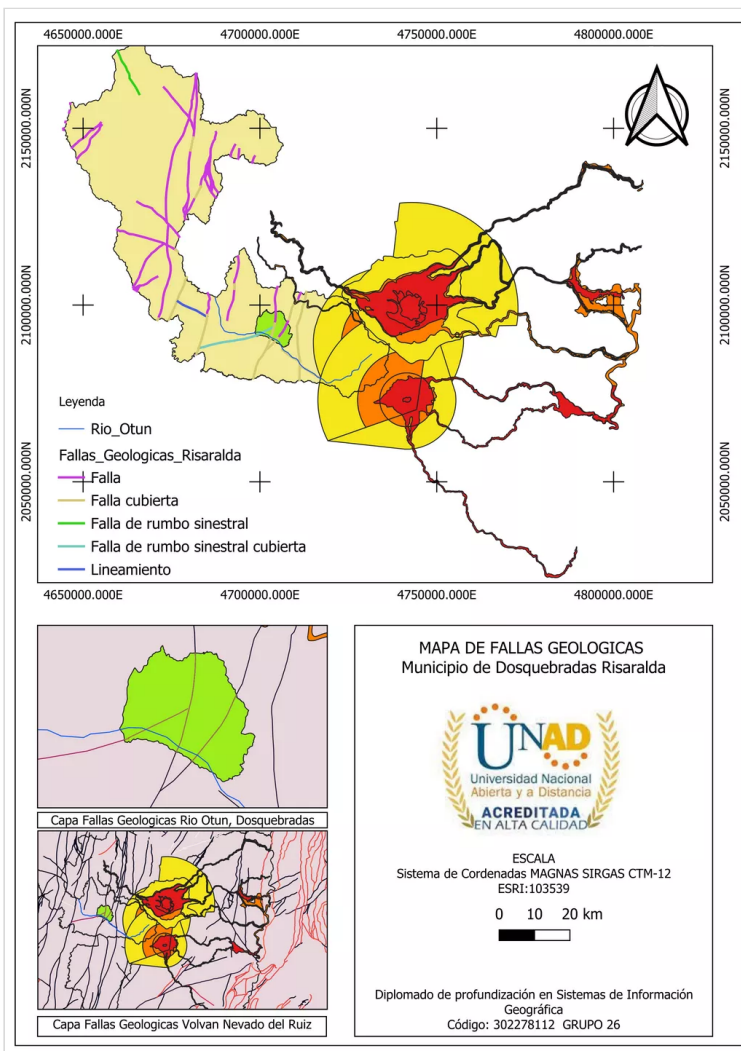 4650000.000E 4700000.000E 4750000.000E 4800000.000E
2150000.000N
2150000.000N
2100000.000N
2100000.000N
2050000.000N
2050000.000N
Leyenda
Rio_Otun
Fallas_Geologicas_Risaralda
Falla
Falla cubierta
Falla de rumbo sinestral
Falla de rumbo sinestral cubierta
Lineamiento
4650000.000E 4700000.000E 4750000.000E 4800000.000E
Capa Fallas Geologicas Rio Otun, Dosquebradas
Capa Fallas Geologicas Volvan Nevado del Ruiz
MAPA DE FALLAS GEOLOGICAS
Municipio de Dosquebradas Risaralda
UNAD
Universidad Nacional
Abierta y a Distancia
ACREDITADA
EN ALTA CALIDAD
ESCALA
Sistema de Cordenadas MAGNAS SIRGAS CTM-12
ESRI:103539
0 10 20 km
Diplomado de profundización en Sistemas de Información
Geográfica
Código: 302278112 GRUPO 26